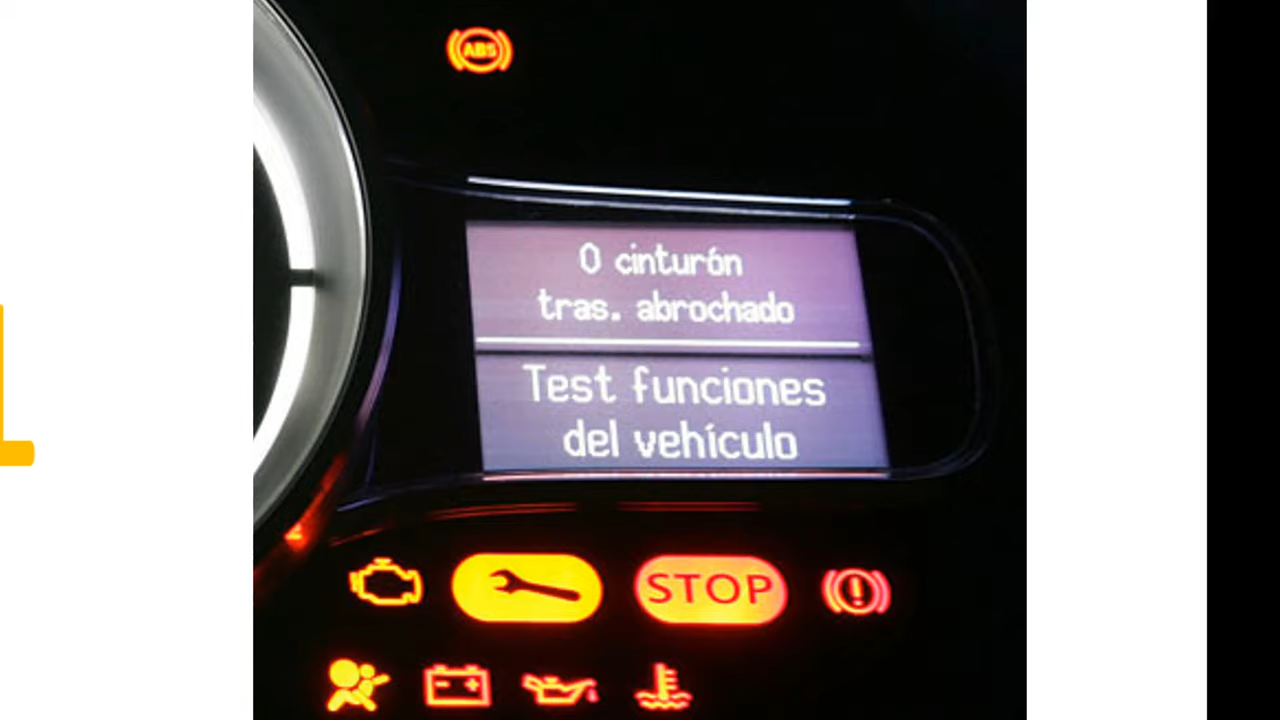 ABS
0 cinturón
tras. abrochado
Test funciones
del vehículo
STOP